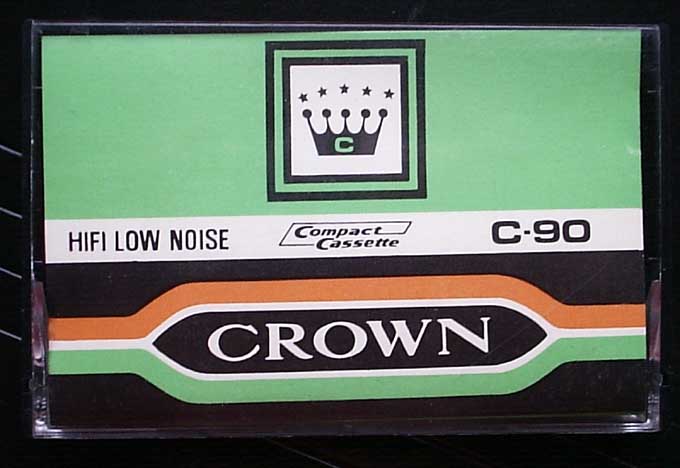 C
HIFI LOW NOISE Compact Cassette C-90
CROWN